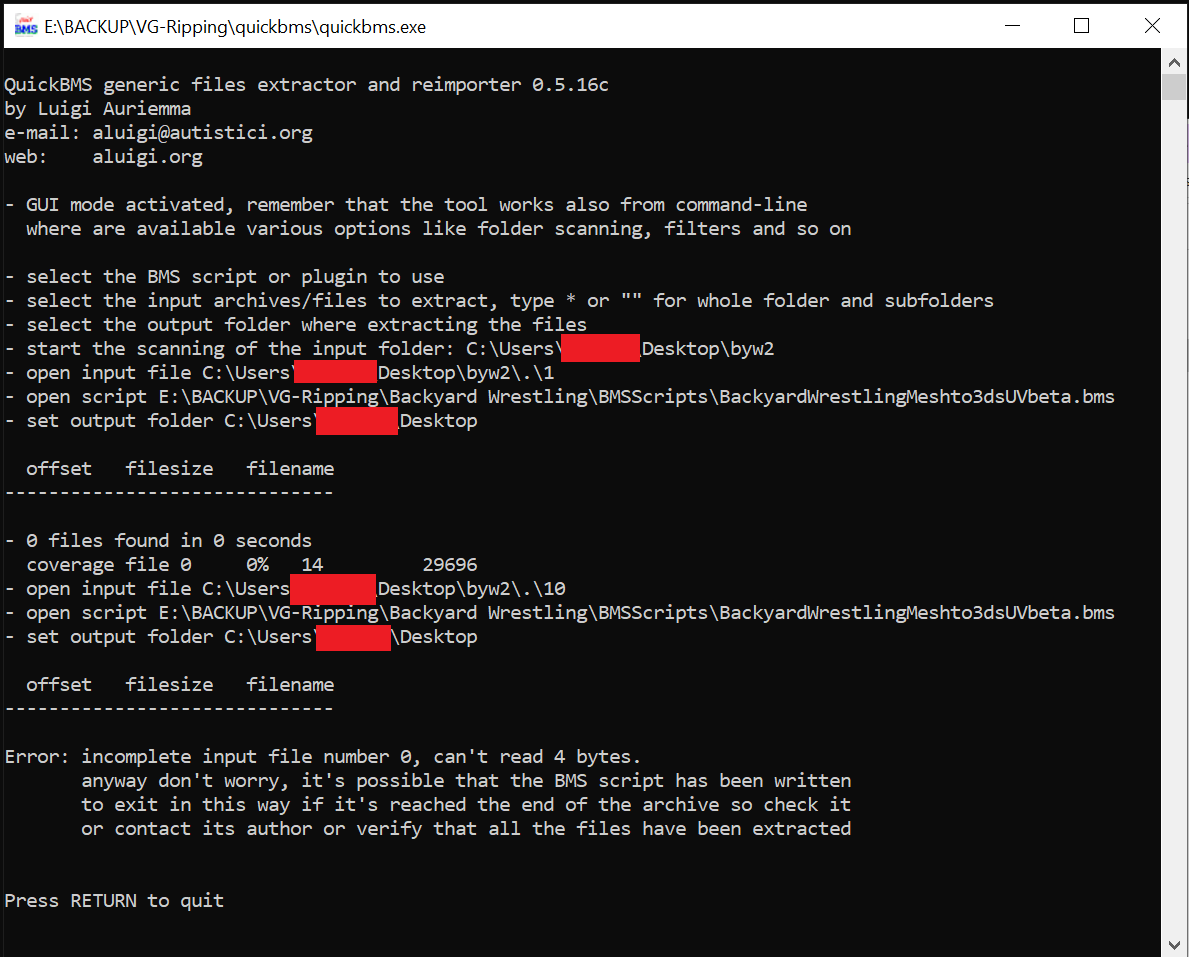 BMS E:\BACKUP\VG-Ripping\quickbms\quickbms.exe
QuickBMS generic files extractor and reimporter 0.5.16c
by Luigi Auriemma
e-mail: aluigi@autistici.org
web:    aluigi.org
- GUI mode activated, remember that the tool works also from command-line
  where are available various options like folder scanning, filters and so on
- select the BMS script or plugin to use
- select the input archives/files to extract, type * or "" for whole folder and subfolders
- select the output folder where extracting the files
- start the scanning of the input folder: C:\Users\ Desktop\byw2
- open input file C:\Users\ Desktop\byw2\.\1
- open script E:\BACKUP\VG-Ripping\Backyard Wrestling\BMSScripts\BackyardWrestlingMeshto3dsUVbeta.bms
- set output folder C:\Users\ Desktop
  offset   filesize   filename
------------------------------
- 0 files found in 0 seconds
  coverage file 0     0%   14         29696
- open input file C:\Users Desktop\byw2\.\10
- open script E:\BACKUP\VG-Ripping\Backyard Wrestling\BMSScripts\BackyardWrestlingMeshto3dsUVbeta.bms
- set output folder C:\Users\ \Desktop
  offset   filesize   filename
------------------------------
Error: incomplete input file number 0, can't read 4 bytes.
       anyway don't worry, it's possible that the BMS script has been written
       to exit in this way if it's reached the end of the archive so check it
       or contact its author or verify that all the files have been extracted
Press RETURN to quit